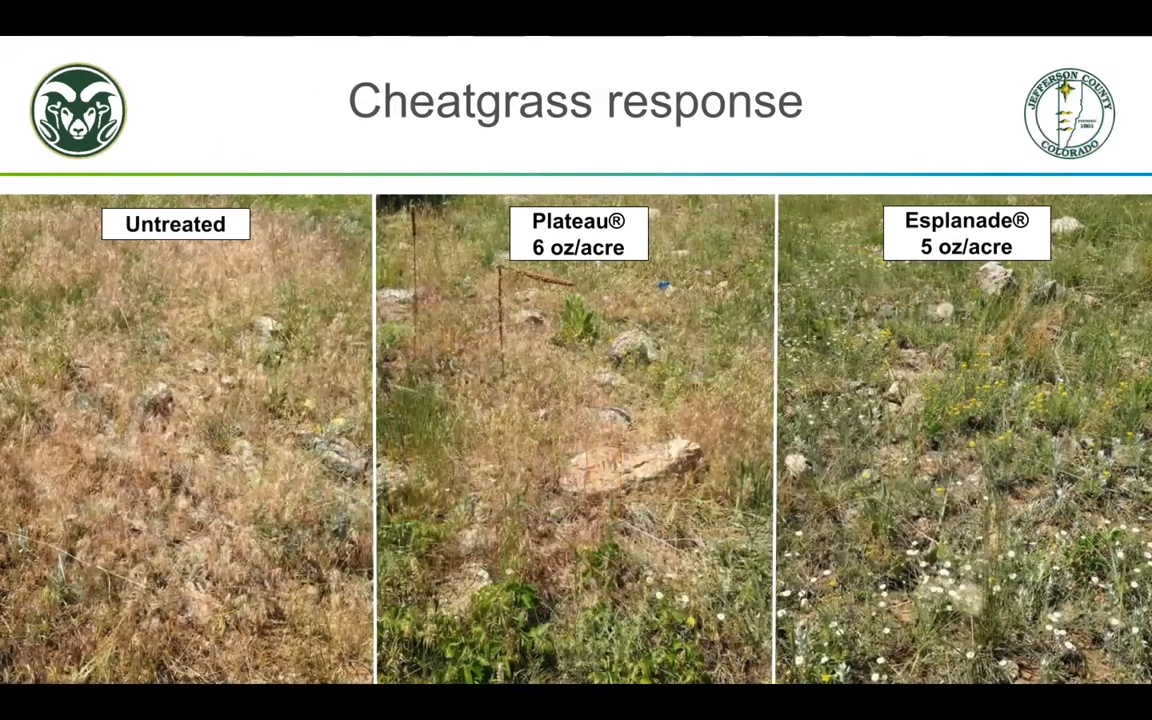 Cheatgrass response
JEFFERSON COUNTY
COLORADO
Untreated
Plateau®
6 oz/acre
Esplanade®
5 oz/acre